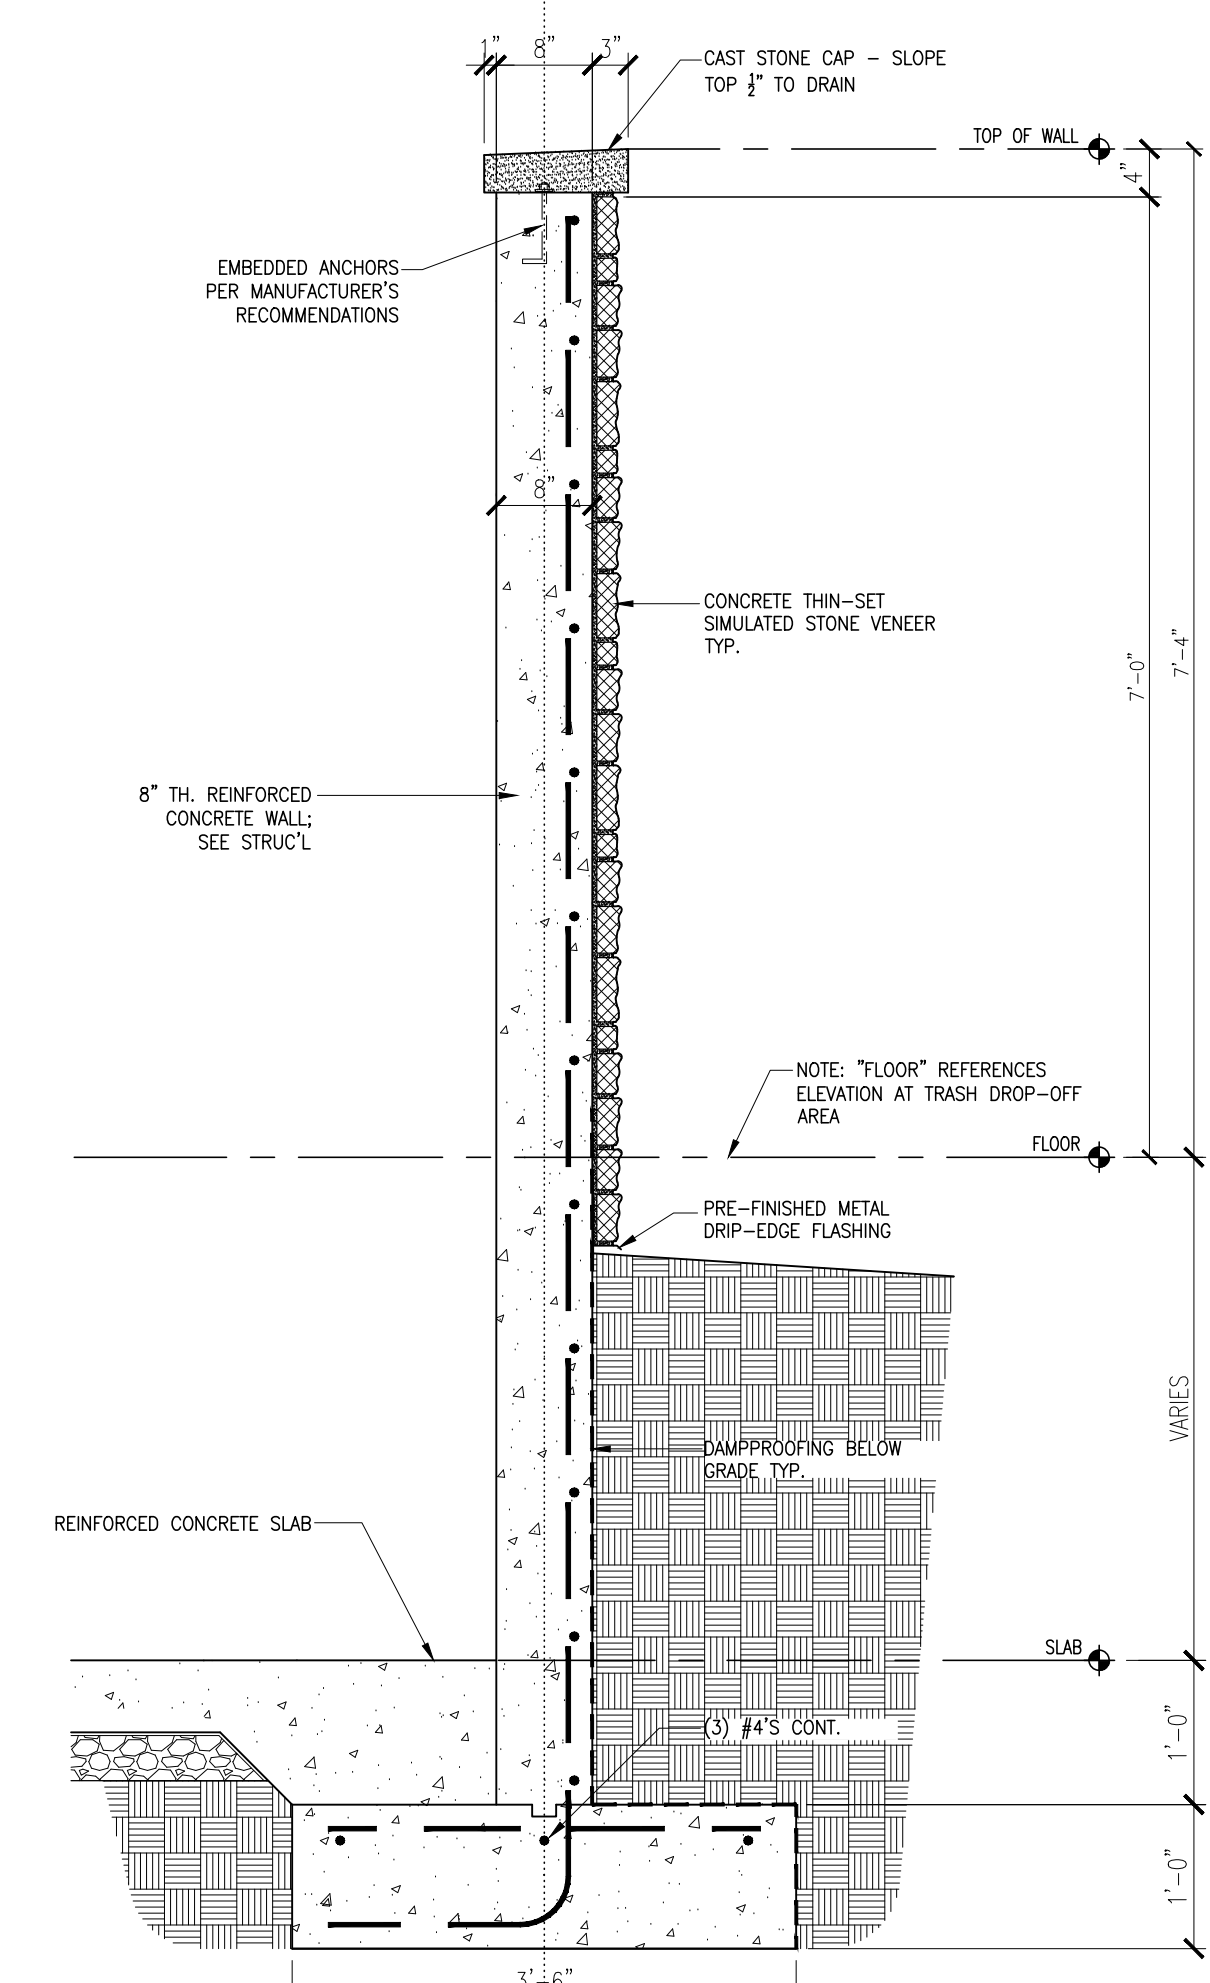 1" 8" 3"
CAST STONE CAP – SLOPE
TOP ½" TO DRAIN
TOP OF WALL
4"
EMBEDDED ANCHORS
PER MANUFACTURER'S
RECOMMENDATIONS
8"
CONCRETE THIN–SET
SIMULATED STONE VENEER
TYP.
7'–0"
7'–4"
8" TH. REINFORCED
CONCRETE WALL;
SEE STRUC'L
NOTE: "FLOOR" REFERENCES
ELEVATION AT TRASH DROP–OFF
AREA
FLOOR
PRE–FINISHED METAL
DRIP–EDGE FLASHING
VARIES
DAMPPROOFING BELOW
GRADE TYP.
REINFORCED CONCRETE SLAB
SLAB
(3) #4'S CONT.
1'–0"
1'–0"
3'–6"